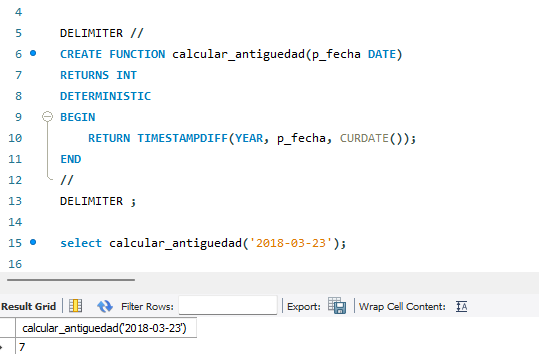 4
5 DELIMITER //
6 CREATE FUNCTION calcular_antiguedad(p_fecha DATE)
7 RETURNS INT
8 DETERMINISTIC
9 BEGIN
10 RETURN TIMESTAMPDIFF(YEAR, p_fecha, CURDATE());
11 END
12 //
13 DELIMITER ;
14
15 select calcular_antiguedad('2018-03-23');
16
Result Grid Filter Rows: Export: Wrap Cell Content:
calcular_antiguedad('2018-03-23')
7